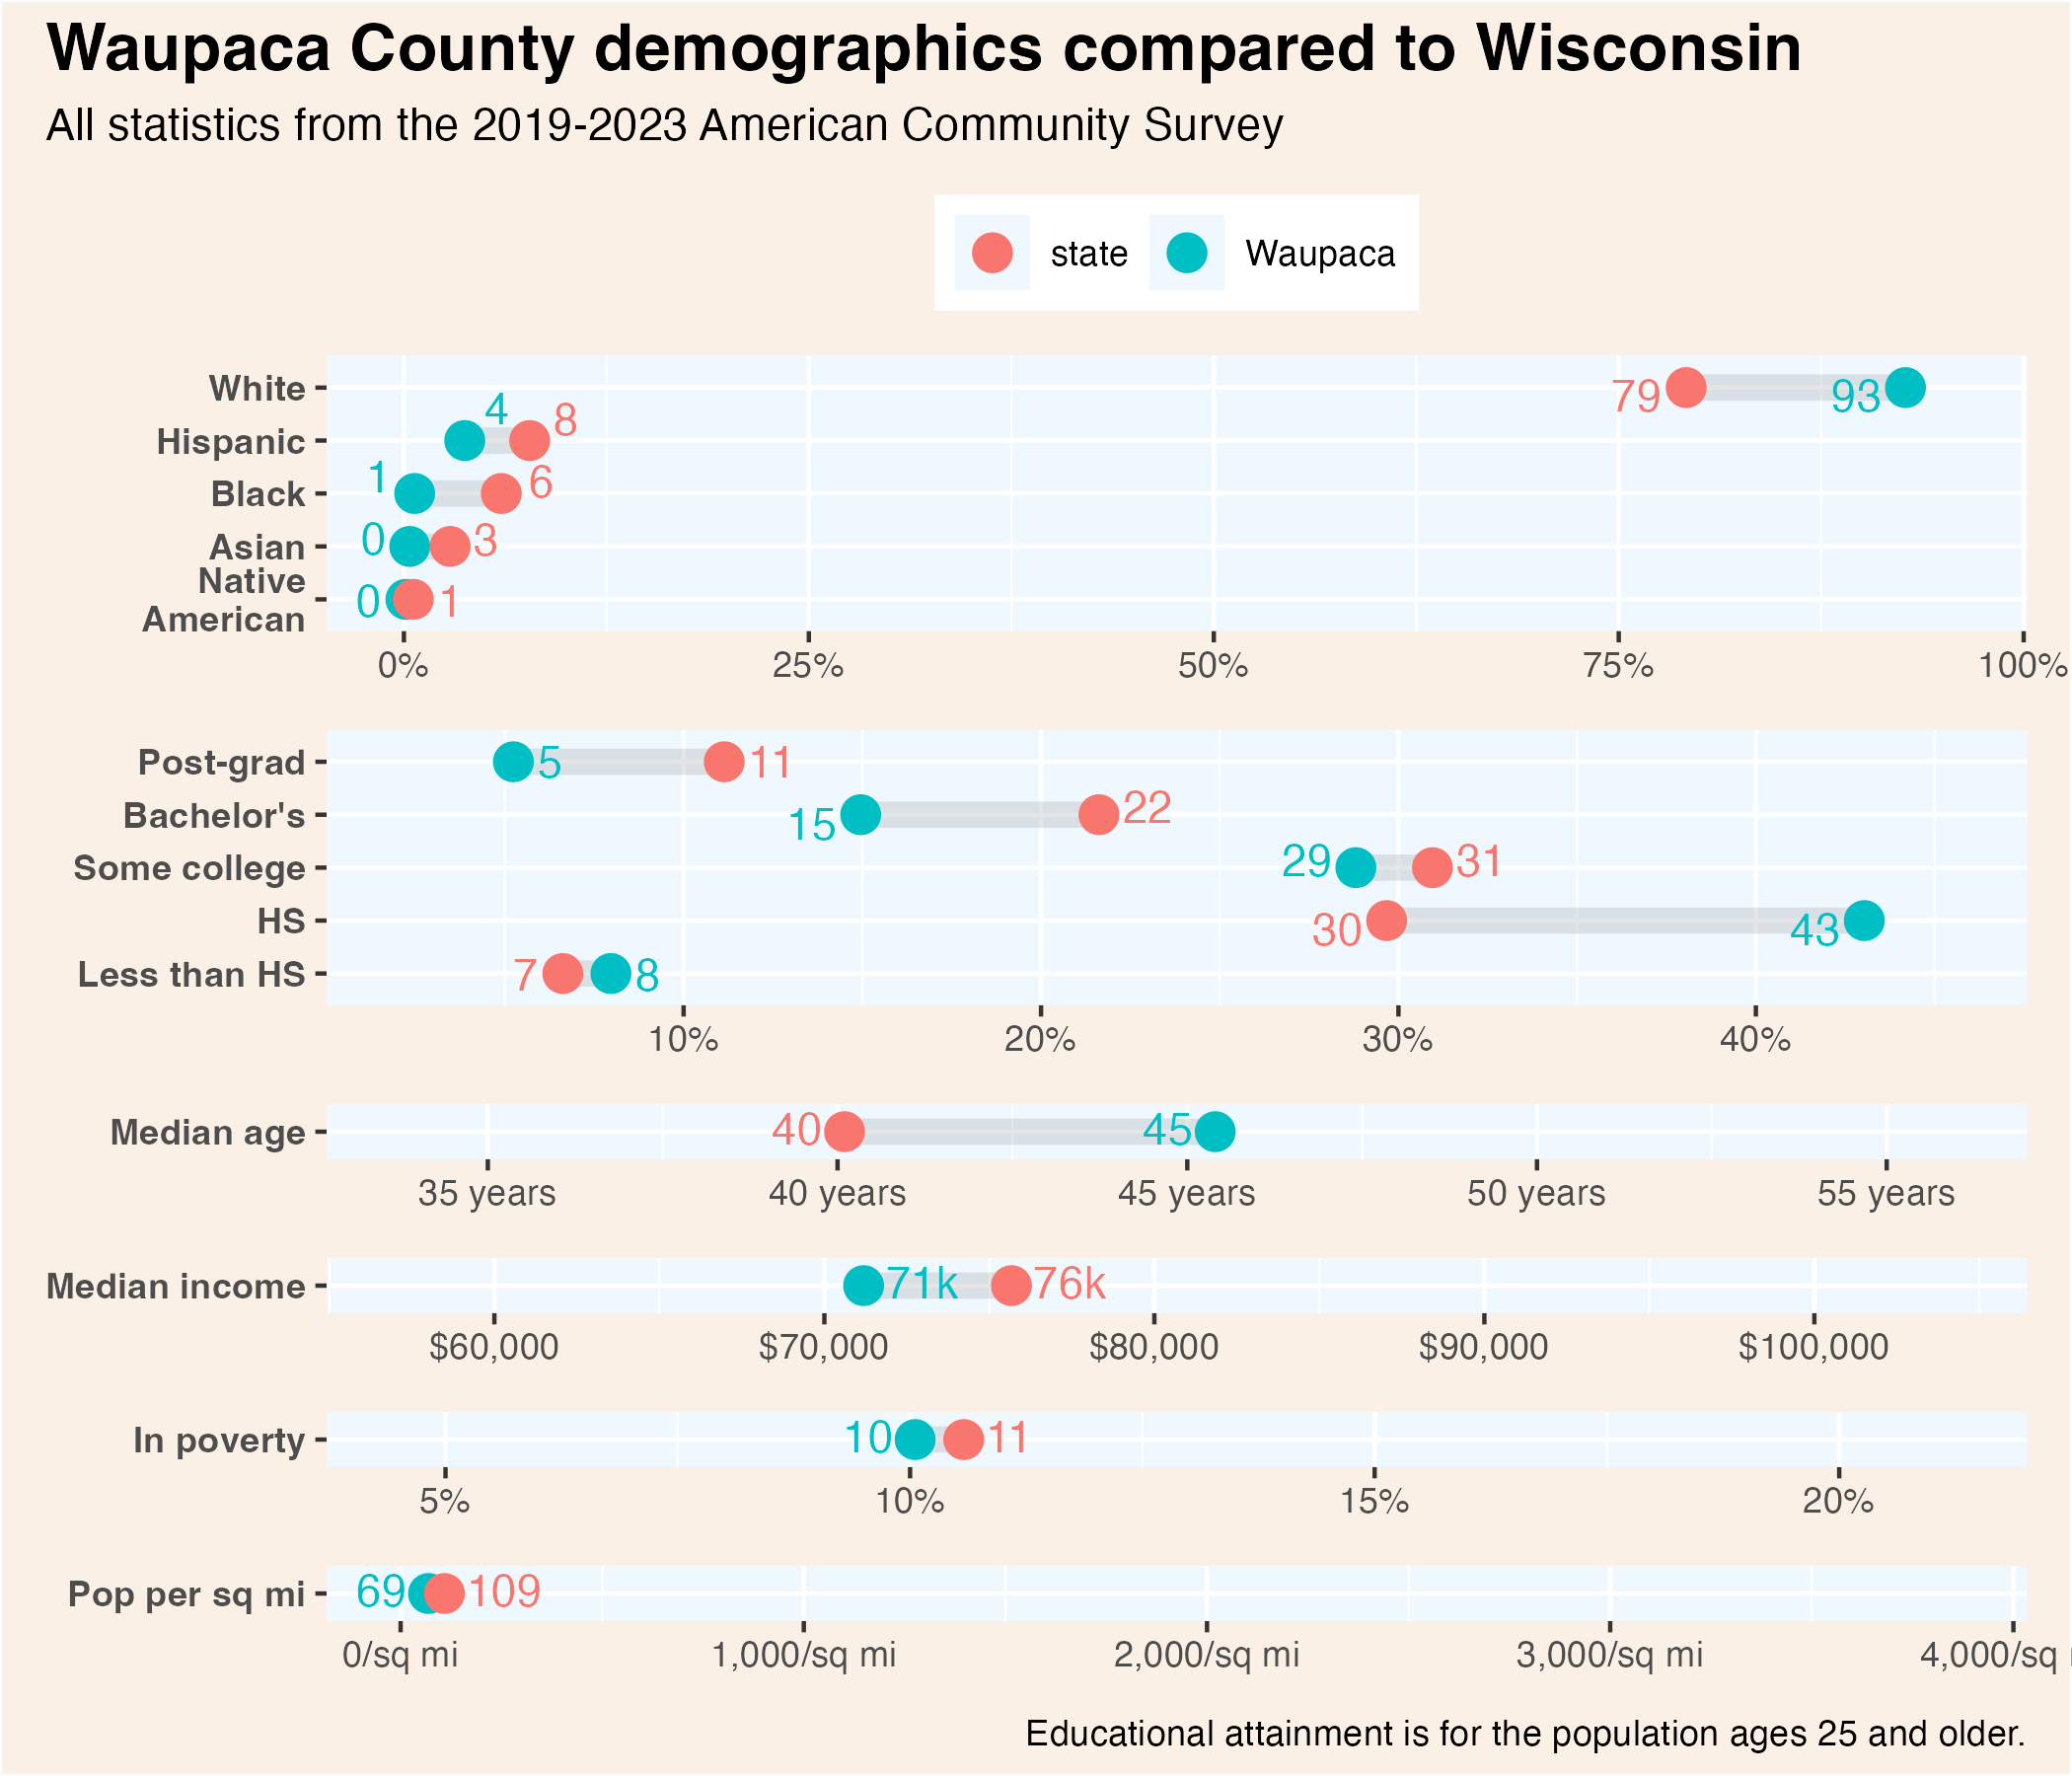 Waupaca County demographics compared to Wisconsin
All statistics from the 2019-2023 American Community Survey
state Waupaca
White 79 93
Hispanic 4 8
Black 1 6
Asian 0 3
Native
American 0 1
0% 25% 50% 75% 100%
Post-grad 5 11
Bachelor's 15 22
Some college 29 31
HS 30 43
Less than HS 7 8
10% 20% 30% 40%
Median age 40 45
35 years 40 years 45 years 50 years 55 years
Median income 71k 76k
$60,000 $70,000 $80,000 $90,000 $100,000
In poverty 10 11
5% 10% 15% 20%
Pop per sq mi 69 109
0/sq mi 1,000/sq mi 2,000/sq mi 3,000/sq mi 4,000/sq
Educational attainment is for the population ages 25 and older.